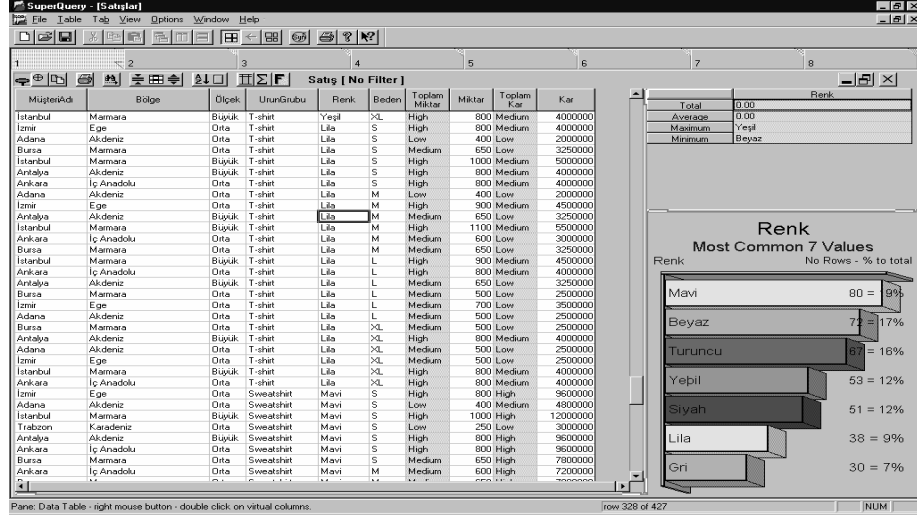 SuperQuery - [Satışlar]
File Table Tab View Options Window Help
1 2 3 4 5 6 7 8
Satış [ No Filter ]
MüşteriAdı Bölge Ölçek UrunGrubu Renk Beden Toplam Miktar Miktar Toplam Kar Kar
İstanbul Marmara Büyük T-shirt Yeşil XL High 800 Medium 4000000
İzmir Ege Orta T-shirt Lila S High 800 Medium 4000000
Adana Akdeniz Orta T-shirt Lila S Low 400 Low 2000000
Bursa Marmara Orta T-shirt Lila S Medium 650 Low 3250000
İstanbul Marmara Büyük T-shirt Lila S High 1000 Medium 5000000
Antalya Akdeniz Büyük T-shirt Lila S High 800 Medium 4000000
Ankara İç Anadolu Orta T-shirt Lila S High 800 Medium 4000000
Adana Akdeniz Orta T-shirt Lila M Low 400 Low 2000000
İzmir Ege Orta T-shirt Lila M High 900 Medium 4500000
Antalya Akdeniz Büyük T-shirt Lila M Medium 650 Low 3250000
İstanbul Marmara Büyük T-shirt Lila M High 1100 Medium 5500000
Ankara İç Anadolu Orta T-shirt Lila M Medium 600 Low 3000000
Bursa Marmara Orta T-shirt Lila M Medium 650 Low 3250000
İstanbul Marmara Büyük T-shirt Lila L High 900 Medium 4500000
Ankara İç Anadolu Orta T-shirt Lila L High 800 Medium 4000000
Antalya Akdeniz Büyük T-shirt Lila L Medium 650 Low 3250000
Bursa Marmara Orta T-shirt Lila L Medium 500 Low 2500000
İzmir Ege Orta T-shirt Lila L Medium 700 Low 3500000
Adana Akdeniz Orta T-shirt Lila L Medium 500 Low 2500000
Bursa Marmara Orta T-shirt Lila XL Medium 500 Low 2500000
Antalya Akdeniz Büyük T-shirt Lila XL High 800 Medium 4000000
Adana Akdeniz Orta T-shirt Lila XL Medium 500 Low 2500000
İzmir Ege Orta T-shirt Lila XL Medium 500 Low 2500000
İstanbul Marmara Büyük T-shirt Lila XL High 800 Medium 4000000
Ankara İç Anadolu Orta T-shirt Lila XL High 800 Medium 4000000
İzmir Ege Orta Sweatshirt Mavi S High 800 High 9600000
Adana Akdeniz Orta Sweatshirt Mavi S Low 400 Medium 4800000
İstanbul Marmara Büyük Sweatshirt Mavi S High 1000 High 12000000
Trabzon Karadeniz Orta Sweatshirt Mavi S Low 250 Low 3000000
Antalya Akdeniz Büyük Sweatshirt Mavi S High 800 High 9600000
Ankara İç Anadolu Orta Sweatshirt Mavi S High 800 High 9600000
Bursa Marmara Orta Sweatshirt Mavi S Medium 650 High 7800000
Ankara İç Anadolu Orta Sweatshirt Mavi M Medium 600 High 7200000
Renk
Total 0.00
Average 0.00
Maximum Yeşil
Minimum Beyaz
Renk
Most Common 7 Values
Renk No Rows - % to total
Mavi 80 = 19%
Beyaz 72 = 17%
Turuncu 67 = 16%
Yeþil 53 = 12%
Siyah 51 = 12%
Lila 38 = 9%
Gri 30 = 7%
Pane: Data Table - right mouse button - double click on virtual columns. row 328 of 427 NUM